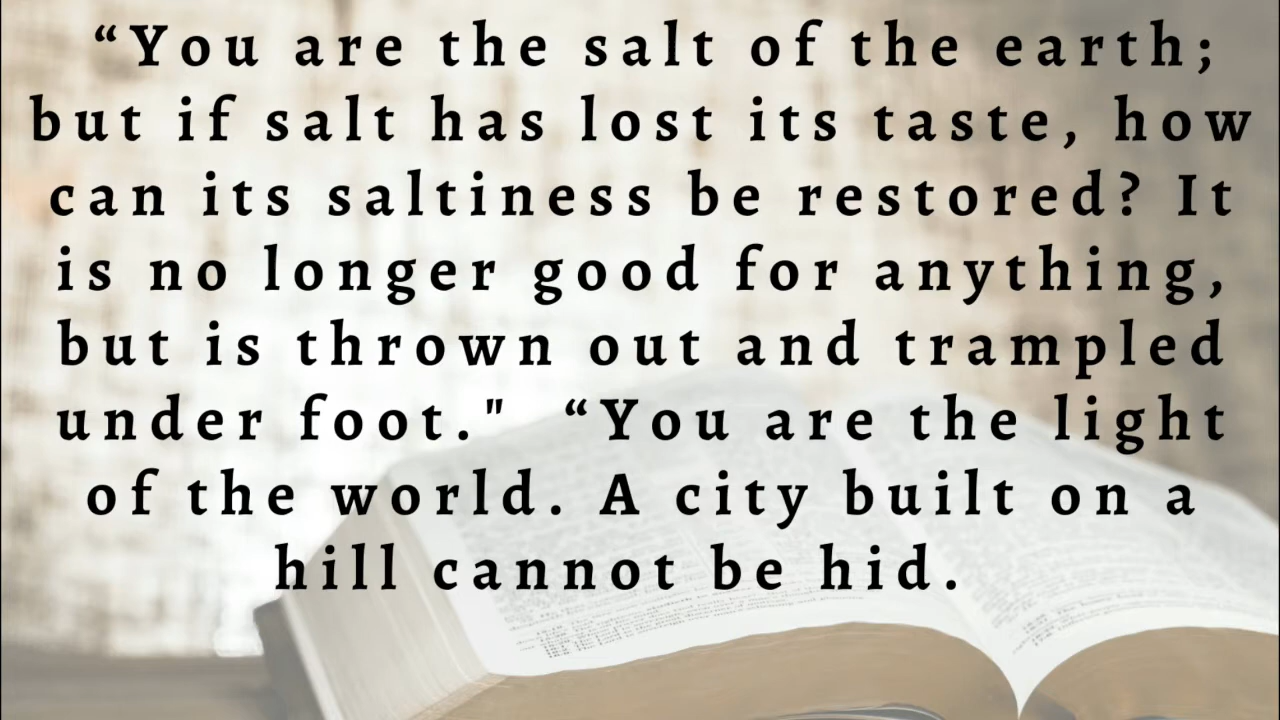 “You are the salt of the earth;
but if salt has lost its taste, how
can its saltiness be restored? It
is no longer good for anything,
but is thrown out and trampled
under foot." “You are the light
of the world. A city built on a
hill cannot be hid.